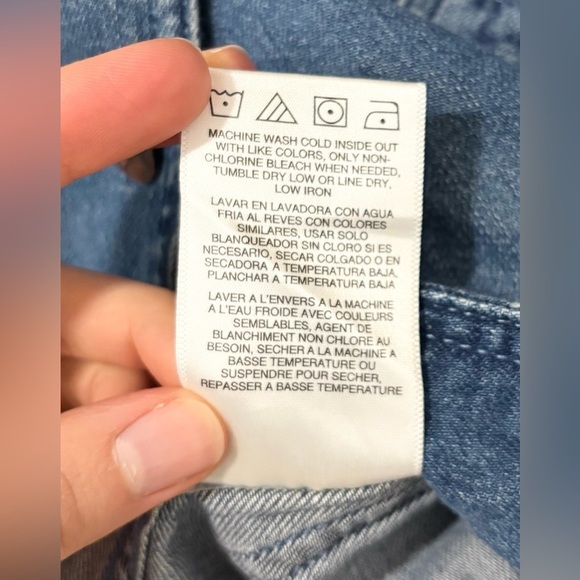 MACHINE WASH COLD INSIDE OUT
WITH LIKE COLORS, ONLY NON-
CHLORINE BLEACH WHEN NEEDED,
TUMBLE DRY LOW OR LINE DRY,
LOW IRON
LAVAR EN LAVADORA CON AGUA
FRIA AL REVES CON COLORES
SIMILARES, USAR SOLO
BLANQUEADOR SIN CLORO SI ES
NECESARIO, SECAR COLGADO O EN
SECADORA A TEMPERATURA BAJA,
PLANCHAR A TEMPERATURA BAJA
LAVER A L'ENVERS A LA MACHINE
A L'EAU FROIDE AVEC COULEURS
SEMBLABLES, AGENT DE
BLANCHIMENT NON CHLORE AU
BESOIN, SECHER A LA MACHINE A
BASSE TEMPERATURE OU
SUSPENDRE POUR SECHER,
REPASSER A BASSE TEMPERATURE